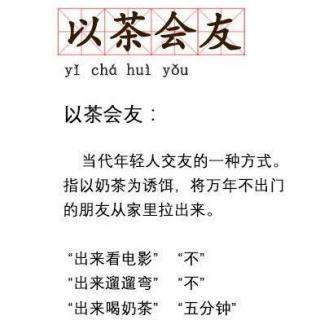 以茶会友
yǐ chá huì yǒu
以茶会友：
当代年轻人交友的一种方式。
指以奶茶为诱饵，将万年不出门
的朋友从家里拉出来。
“出来看电影” “不”
“出来遛遛弯” “不”
“出来喝奶茶” “五分钟”